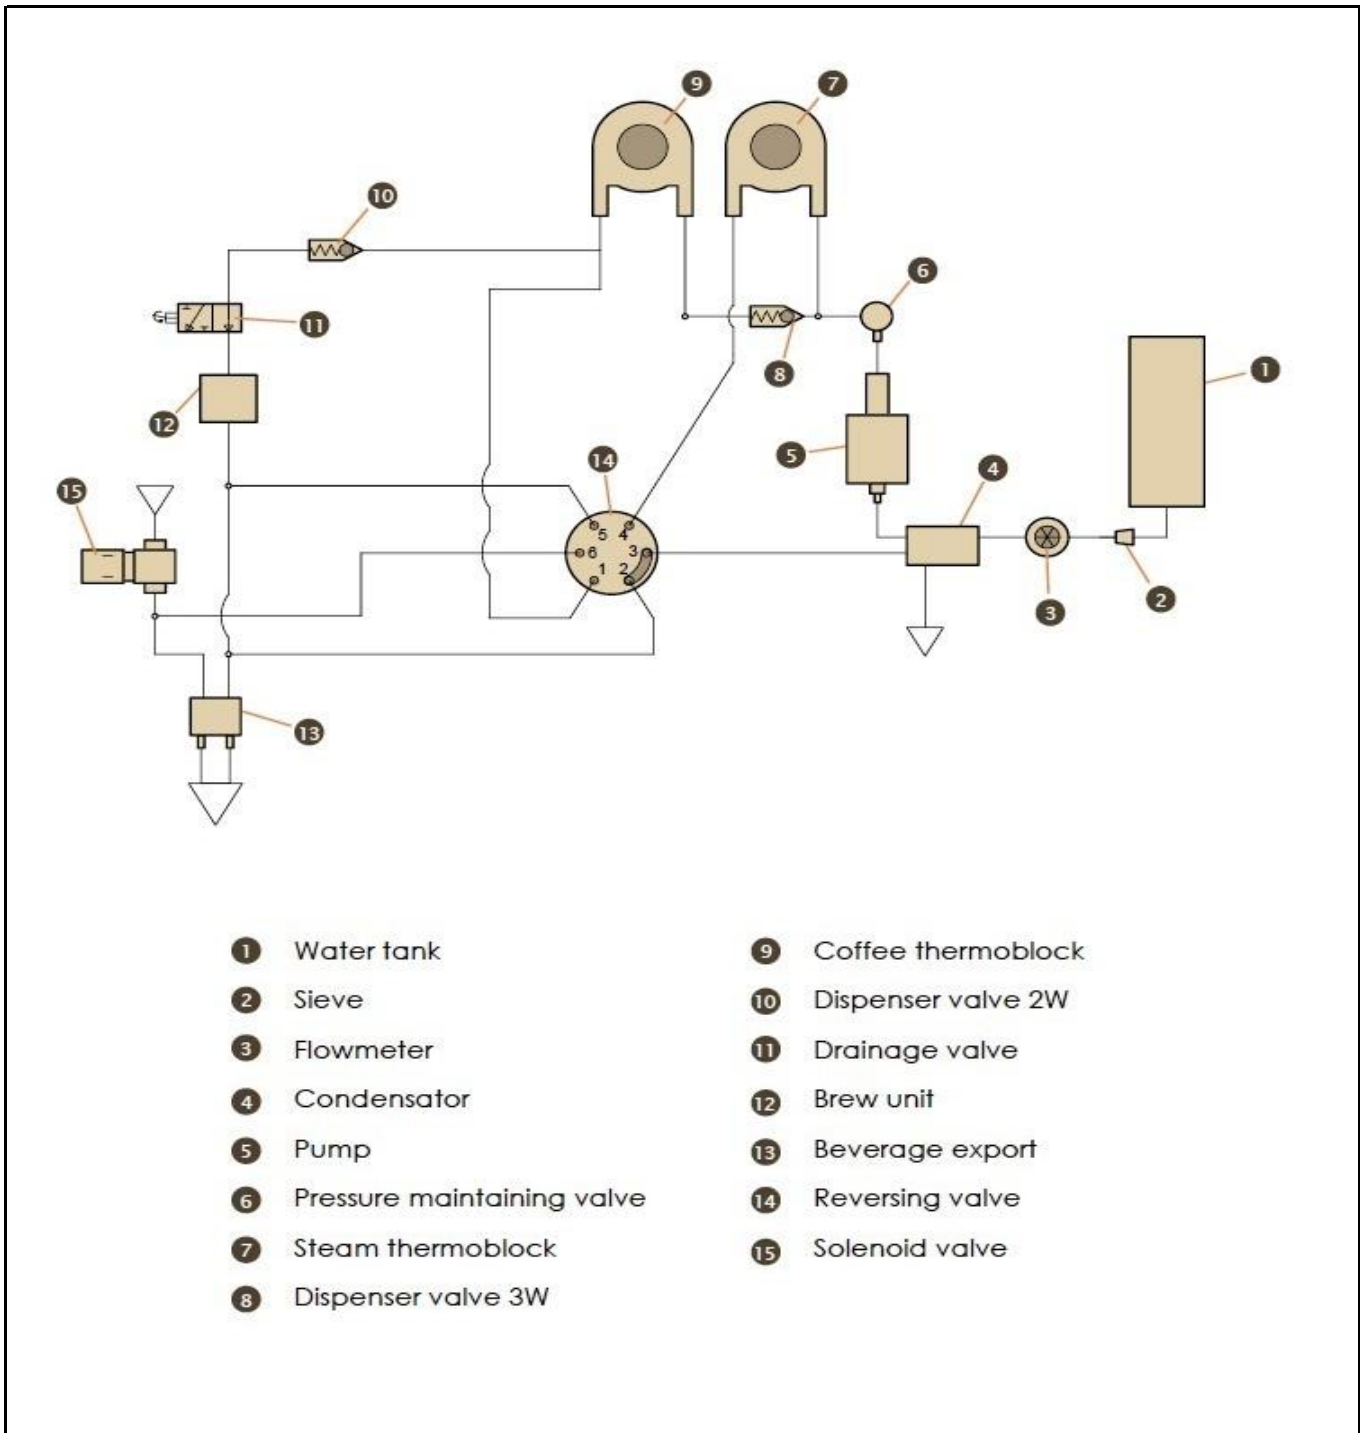 9 7
10
6
11
1
12
14
5
4
15
5 4
6 3
1 2
8
3
2
13
1 Water tank
2 Sieve
3 Flowmeter
4 Condensator
5 Pump
6 Pressure maintaining valve
7 Steam thermoblock
8 Dispenser valve 3W
9 Coffee thermoblock
10 Dispenser valve 2W
11 Drainage valve
12 Brew unit
13 Beverage export
14 Reversing valve
15 Solenoid valve